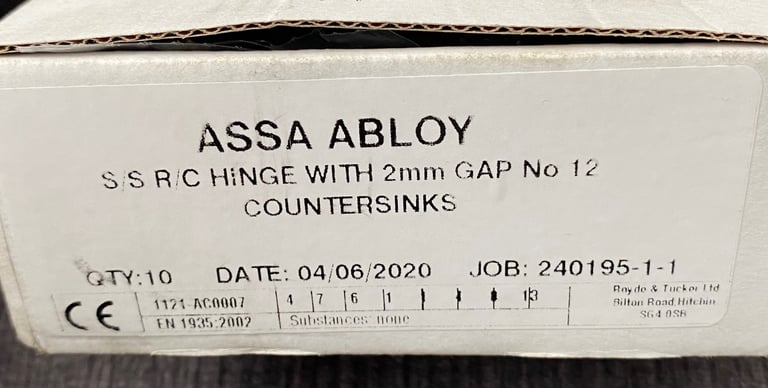 ASSA ABLOY
S/S R/C HiNGE WITH 2mm GAP No 12
COUNTERSINKS
QTY:10 DATE: 04/06/2020 JOB: 240195-1-1
CE 1121-AC0007 4 7 6 1 13 Royde & Tucker Ltd
EN 1935:2002 Substances: none Bilton Road, Hitchin
SG4 0SB